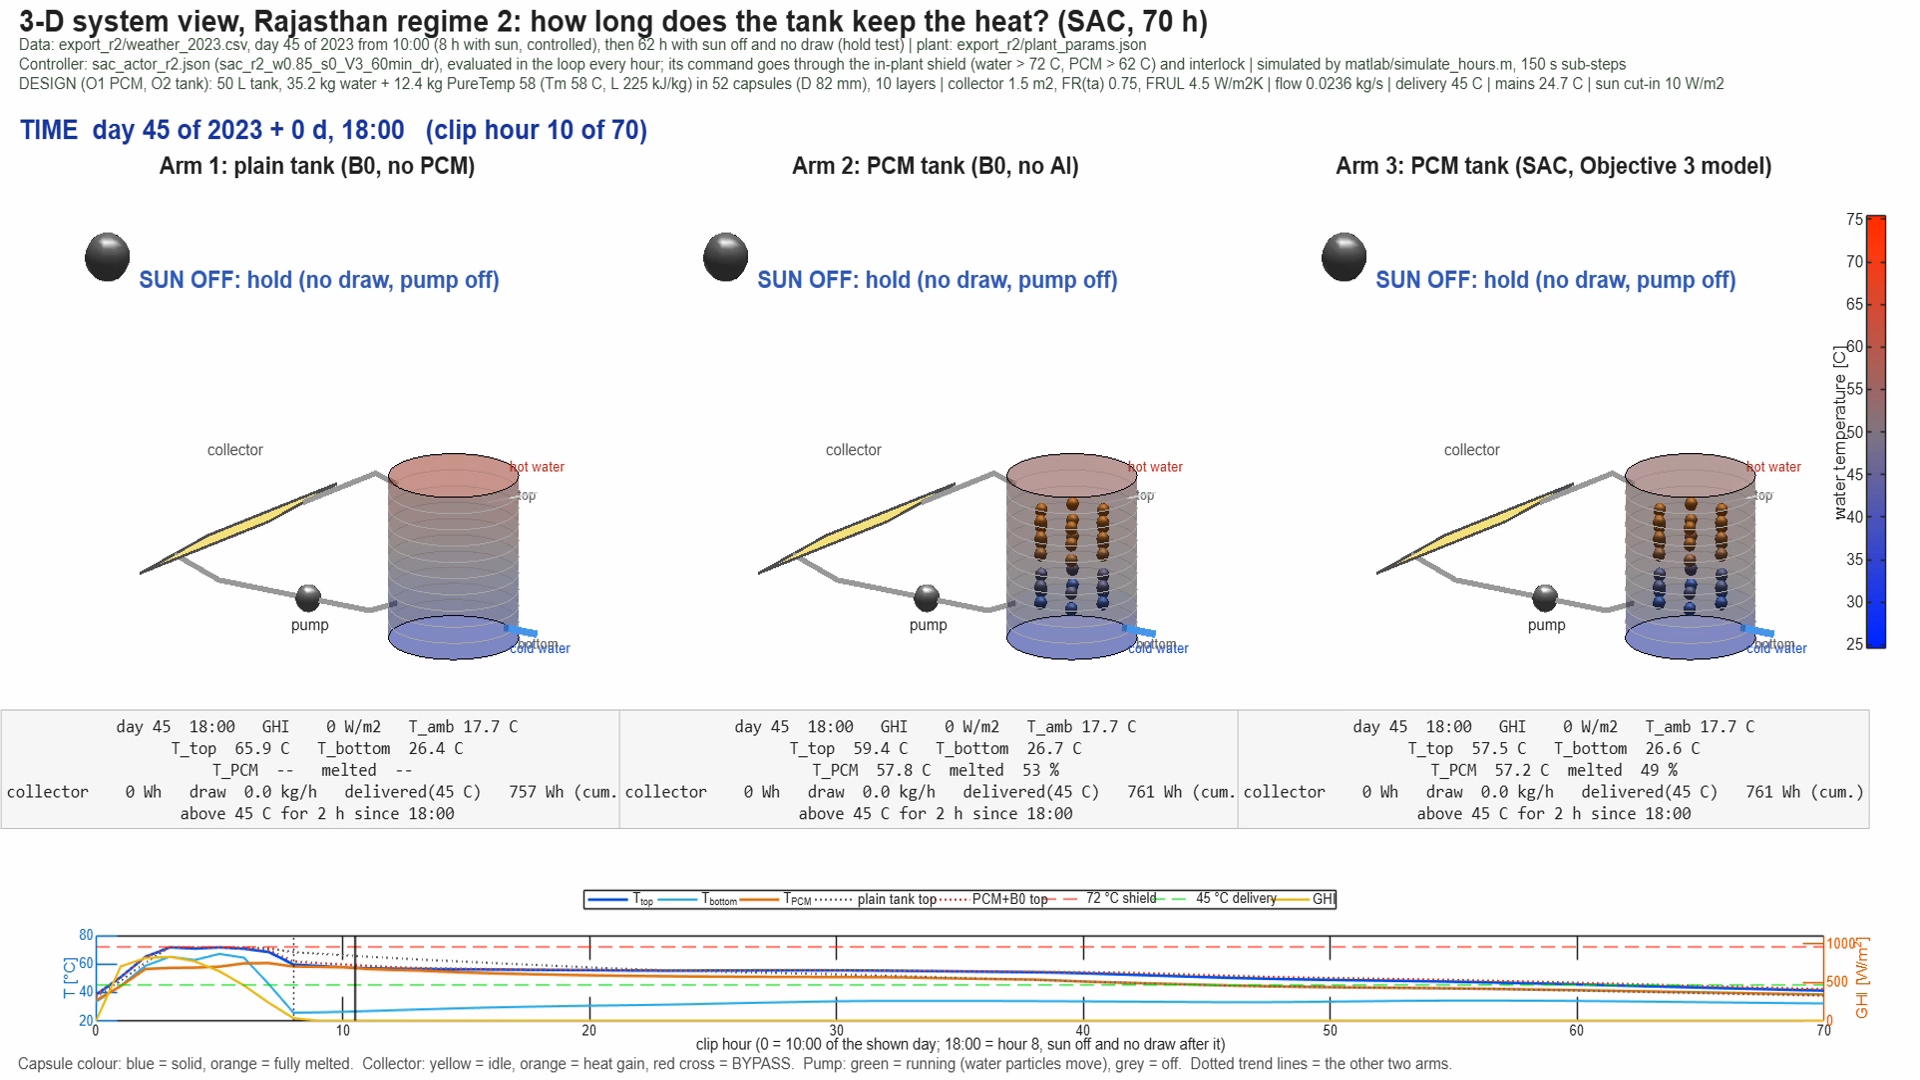 3-D system view, Rajasthan regime 2: how long does the tank keep the heat? (SAC, 70 h)
Data: export_r2/weather_2023.csv, day 45 of 2023 from 10:00 (8 h with sun, controlled), then 62 h with sun off and no draw (hold test) | plant: export_r2/plant_params.json
Controller: sac_actor_r2.json (sac_r2_w0.85_s0_V3_60min_dr), evaluated in the loop every hour; its command goes through the in-plant shield (water > 72 C, PCM > 62 C) and interlock | simulated by matlab/simulate_hours.m, 150 s sub-steps
DESIGN (O1 PCM, O2 tank): 50 L tank, 35.2 kg water + 12.4 kg PureTemp 58 (Tm 58 C, L 225 kJ/kg) in 52 capsules (D 82 mm), 10 layers | collector 1.5 m2, FR(ta) 0.75, FRUL 4.5 W/m2K | flow 0.0236 kg/s | delivery 45 C | mains 24.7 C | sun cut-in 10 W/m2
TIME day 45 of 2023 + 0 d, 18:00 (clip hour 10 of 70)
Arm 1: plain tank (B0, no PCM)
SUN OFF: hold (no draw, pump off)
collector
hot water
top
pump
bottom
cold water
Arm 2: PCM tank (B0, no AI)
SUN OFF: hold (no draw, pump off)
collector
hot water
top
pump
bottom
cold water
Arm 3: PCM tank (SAC, Objective 3 model)
SUN OFF: hold (no draw, pump off)
collector
hot water
top
pump
bottom
cold water
75
70
65
60
55
50
45
40
35
30
25
water temperature [C]
day 45 18:00 GHI 0 W/m2 T_amb 17.7 C
T_top 65.9 C T_bottom 26.4 C
T_PCM -- melted --
collector 0 Wh draw 0.0 kg/h delivered(45 C) 757 Wh (cum.
above 45 C for 2 h since 18:00
day 45 18:00 GHI 0 W/m2 T_amb 17.7 C
T_top 59.4 C T_bottom 26.7 C
T_PCM 57.8 C melted 53 %
collector 0 Wh draw 0.0 kg/h delivered(45 C) 761 Wh (cum.
above 45 C for 2 h since 18:00
day 45 18:00 GHI 0 W/m2 T_amb 17.7 C
T_top 57.5 C T_bottom 26.6 C
T_PCM 57.2 C melted 49 %
collector 0 Wh draw 0.0 kg/h delivered(45 C) 761 Wh (cum.)
above 45 C for 2 h since 18:00
Ttop Tbottom TPCM plain tank top PCM+B0 top 72 °C shield 45 °C delivery GHI
80
60
40
20
T [°C]
1000
500
0
GHI [W/m2]
0 10 20 30 40 50 60 70
clip hour (0 = 10:00 of the shown day; 18:00 = hour 8, sun off and no draw after it)
Capsule colour: blue = solid, orange = fully melted. Collector: yellow = idle, orange = heat gain, red cross = BYPASS. Pump: green = running (water particles move), grey = off. Dotted trend lines = the other two arms.